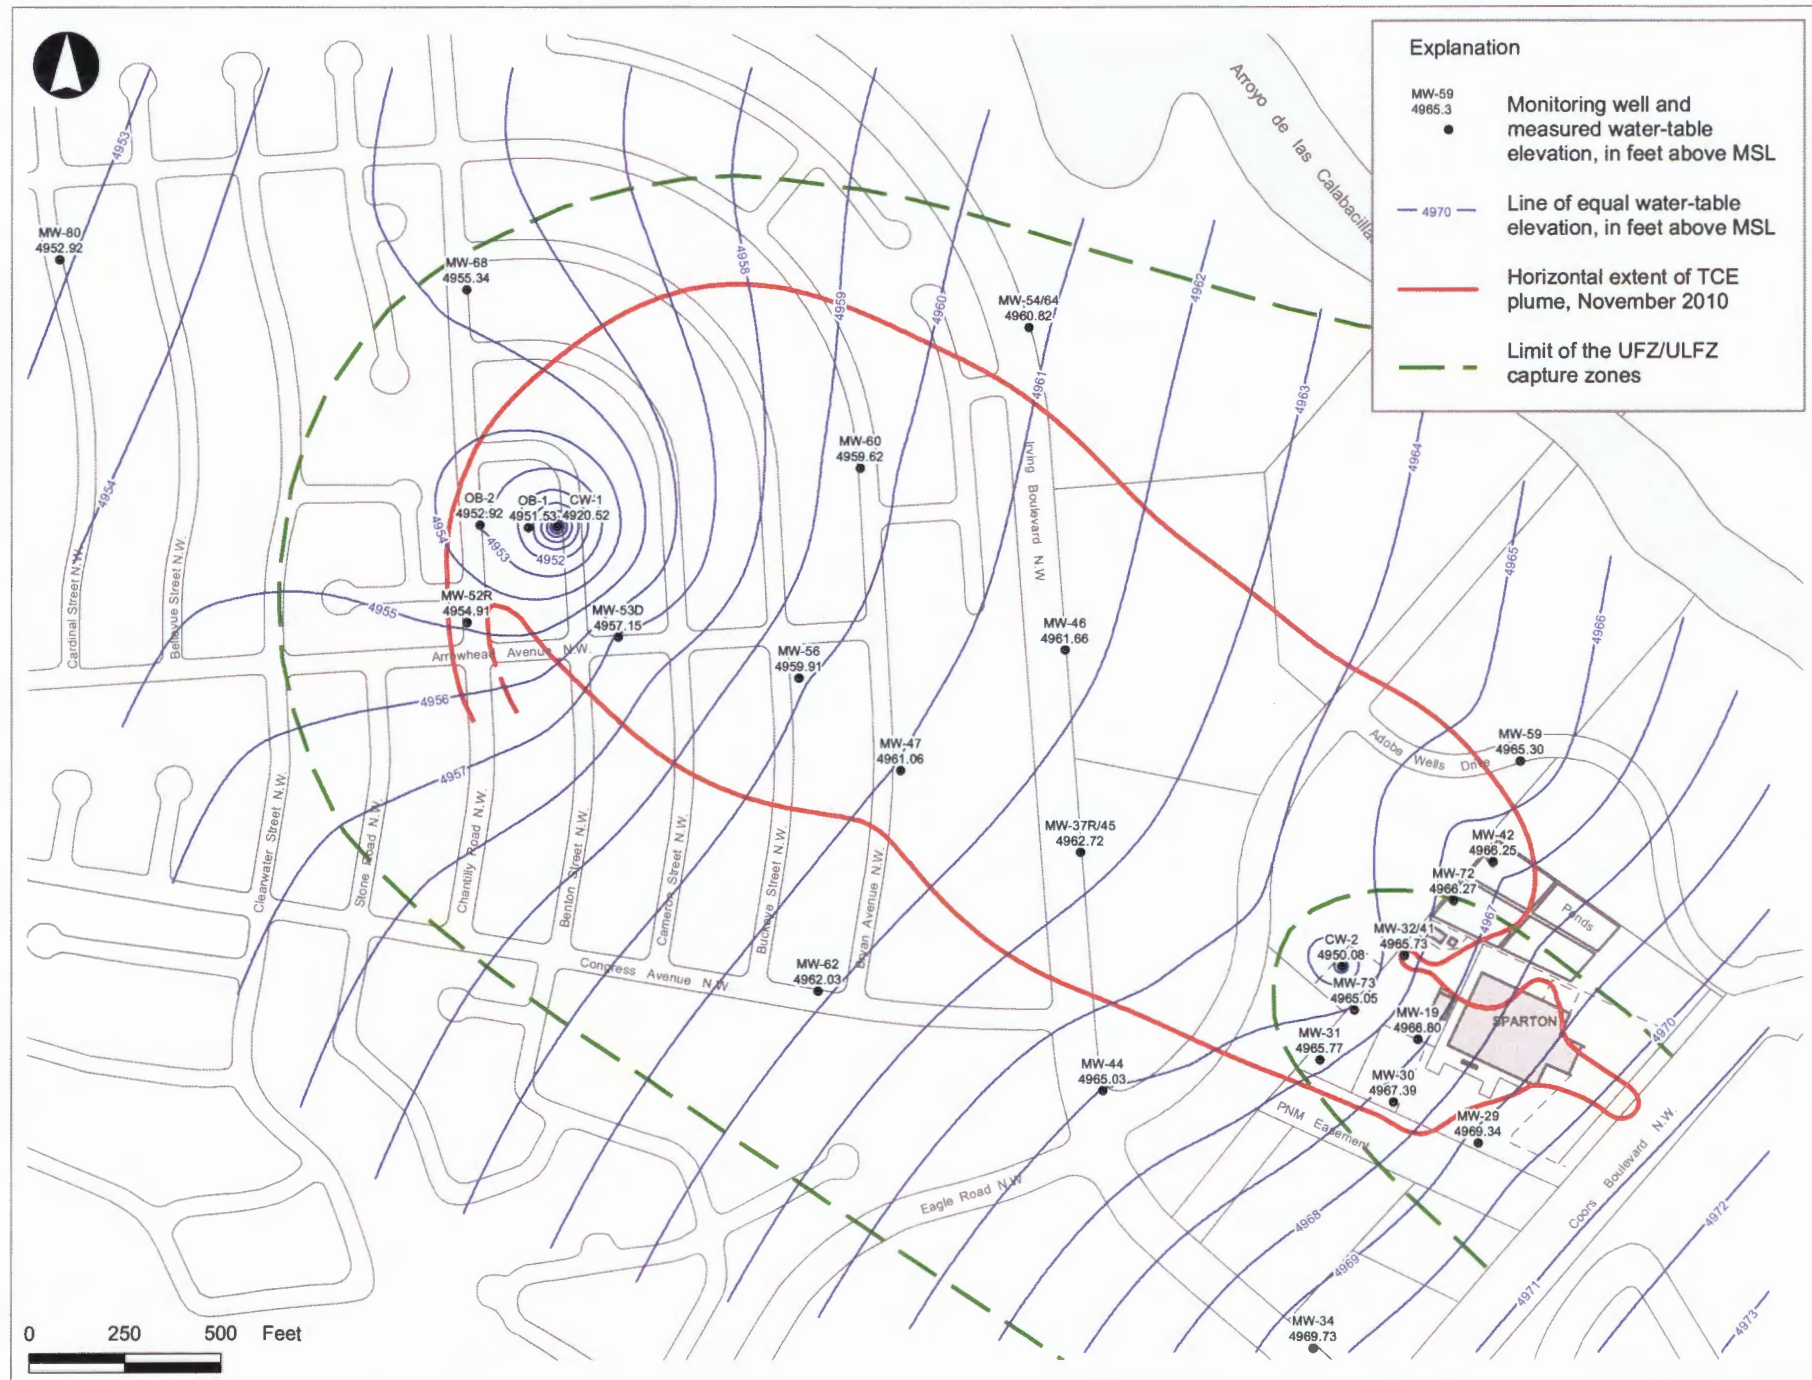 Explanation
MW-59
4965.3
Monitoring well and
measured water-table
elevation, in feet above MSL
4970
Line of equal water-table
elevation, in feet above MSL
Horizontal extent of TCE
plume, November 2010
Limit of the UFZ/ULFZ
capture zones
Arroyo de las Calabacilla
4953
MW-80
4952.92
MW-68
4955.34
4958
4959
4960
4962
MW-54/64
4960.82
4961
4963
4954
MW-60
4959.62
4964
Irving Boulevard N.W
OB-2
4952.92
OB-1
4951.53
CW-1
4920.52
4954
4953
4952
4965
Cardinal Street N.W.
Bellevue Street N.W.
4955
MW-52R
4954.91
MW-53D
4957.15
MW-46
4961.66
4966
Arrowhead Avenue N.W.
MW-56
4959.91
4956
MW-47
4961.06
MW-59
4965.30
Adobe Wells Drive
4957
Clearwater Street N.W.
Stone Road N.W.
Chantilly Road N.W.
Benton Street N.W.
Cameron Street N.W.
Buckeye Street N.W.
Bryan Avenue N.W.
MW-37R/45
4962.72
MW-42
4966.25
MW-72
4966.27
4967
Ponds
MW-32/41
4965.73
CW-2
4950.08
MW-73
4965.05
MW-62
4962.03
Congress Avenue N.W.
MW-19
4966.80
SPARTON
4970
MW-31
4965.77
MW-44
4965.03
MW-30
4967.39
MW-29
4969.34
PNM Easement
Coors Boulevard N.W.
Eagle Road N.W
4968
4969
4972
4971
4973
MW-34
4969.73
0 250 500 Feet